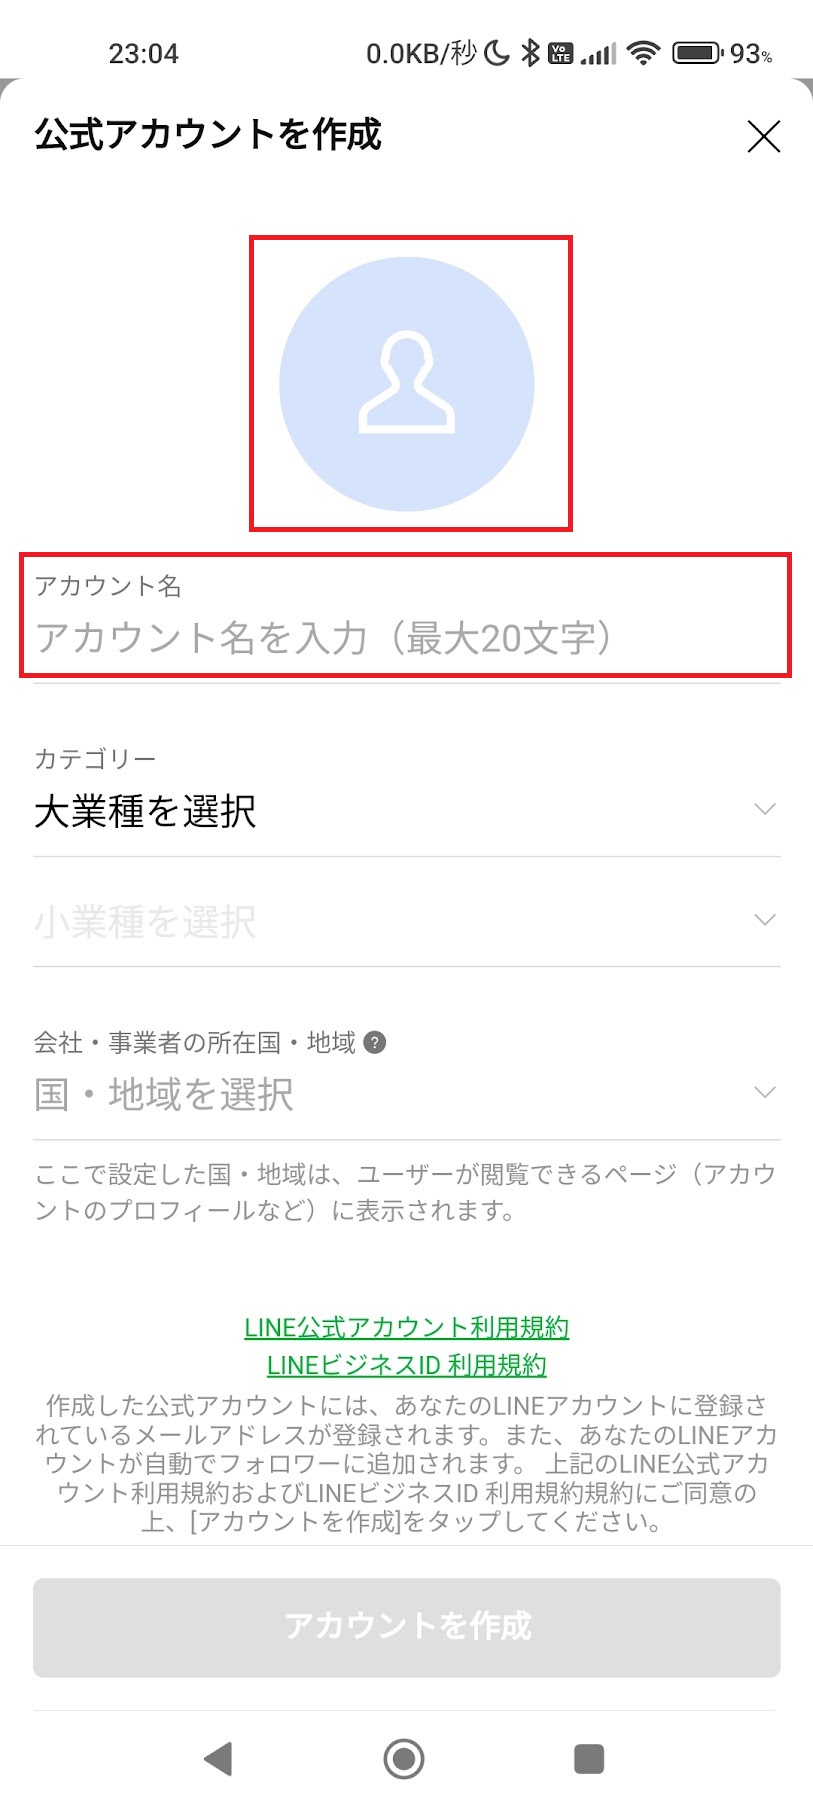 23:04 0.0KB/秒 Vo LTE 93%
公式アカウントを作成
アカウント名
アカウント名を入力（最大20文字）
カテゴリー
大業種を選択
小業種を選択
会社・事業者の所在国・地域 ?
国・地域を選択
ここで設定した国・地域は、ユーザーが閲覧できるページ（アカウ
ントのプロフィールなど）に表示されます。
LINE公式アカウント利用規約
LINEビジネスID 利用規約
作成した公式アカウントには、あなたのLINEアカウントに登録さ
れているメールアドレスが登録されます。また、あなたのLINEアカ
ウントが自動でフォロワーに追加されます。 上記のLINE公式アカ
ウント利用規約およびLINEビジネスID 利用規約規約にご同意の
上、[アカウントを作成]をタップしてください。
アカウントを作成